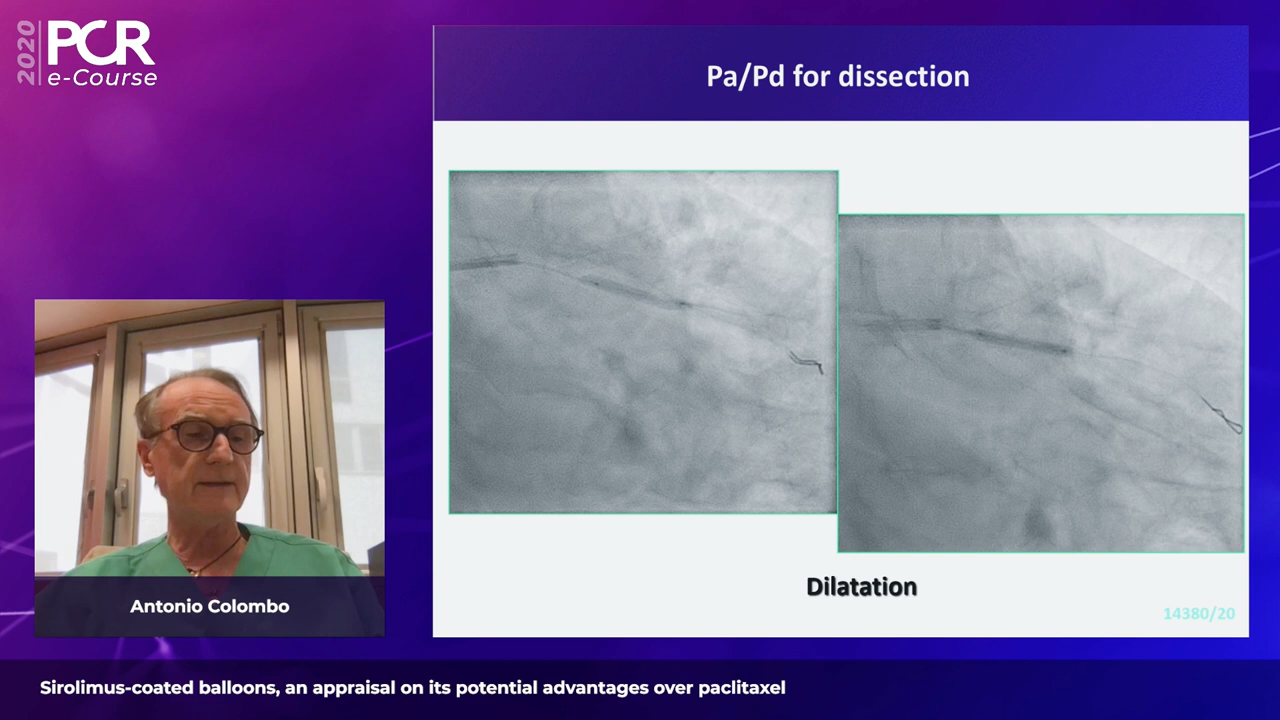 2020
PCR
e-Course
Pa/Pd for dissection
Dilatation
14380/20
Antonio Colombo
Sirolimus-coated balloons, an appraisal on its potential advantages over paclitaxel